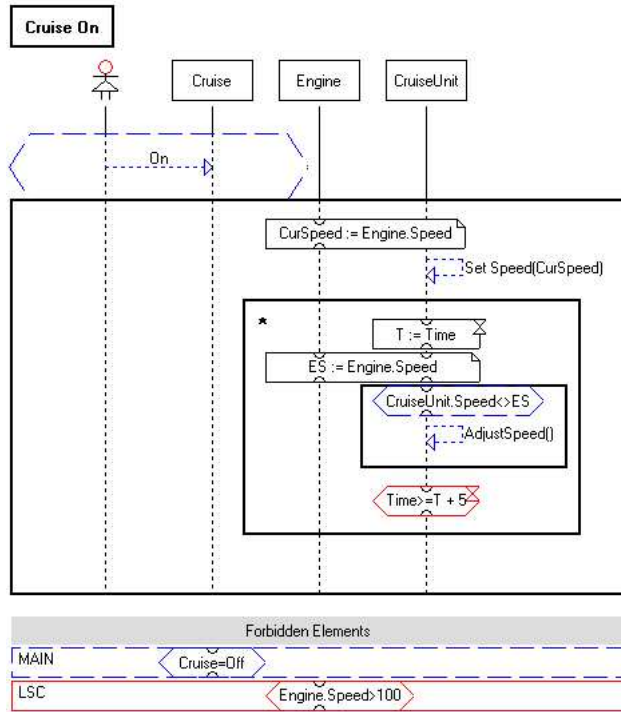 Cruise On
Cruise Engine CruiseUnit
On
CurSpeed := Engine.Speed
Set Speed(CurSpeed)
*
T := Time
ES := Engine.Speed
CruiseUnit.Speed<>ES
AdjustSpeed()
Time>=T + 5
Forbidden Elements
MAIN Cruise=Off
LSC Engine.Speed>100